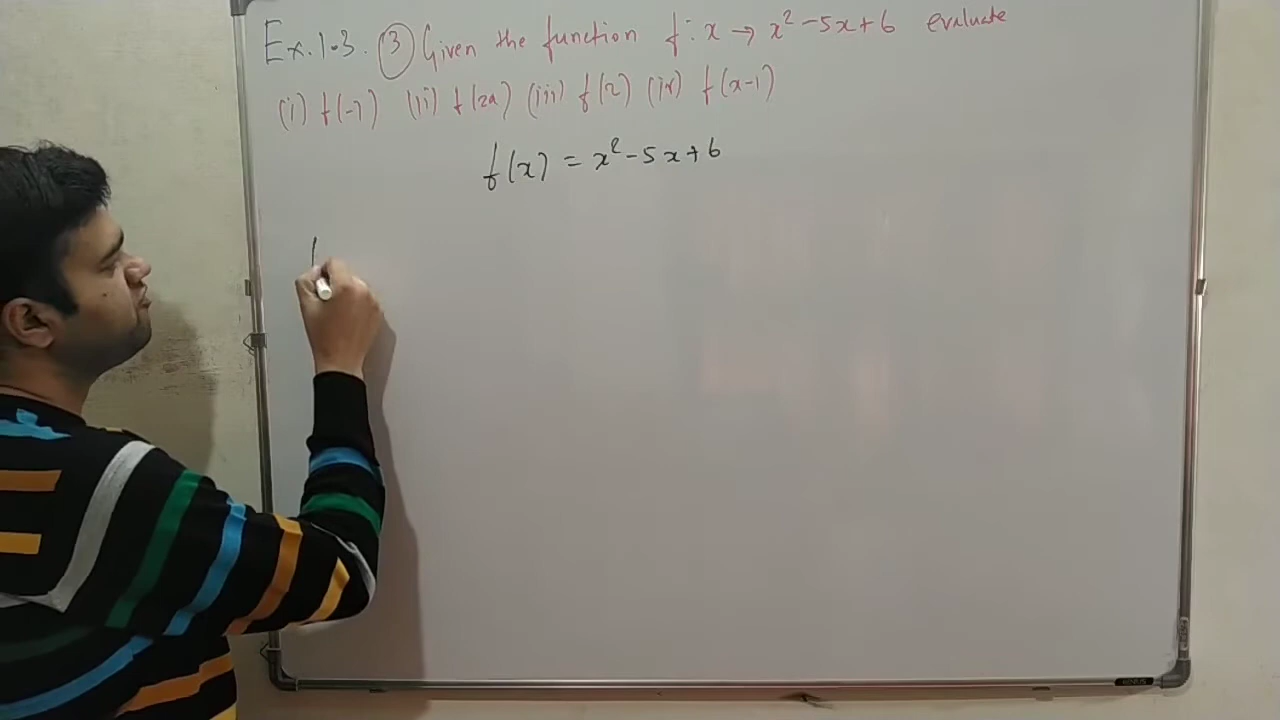 Ex.1.3. ③ Given the function f: x → x² - 5x + 6 evaluate
(i) f(-1) (ii) f(2a) (iii) f(2) (iv) f(x-1)
f(x) = x² - 5x + 6